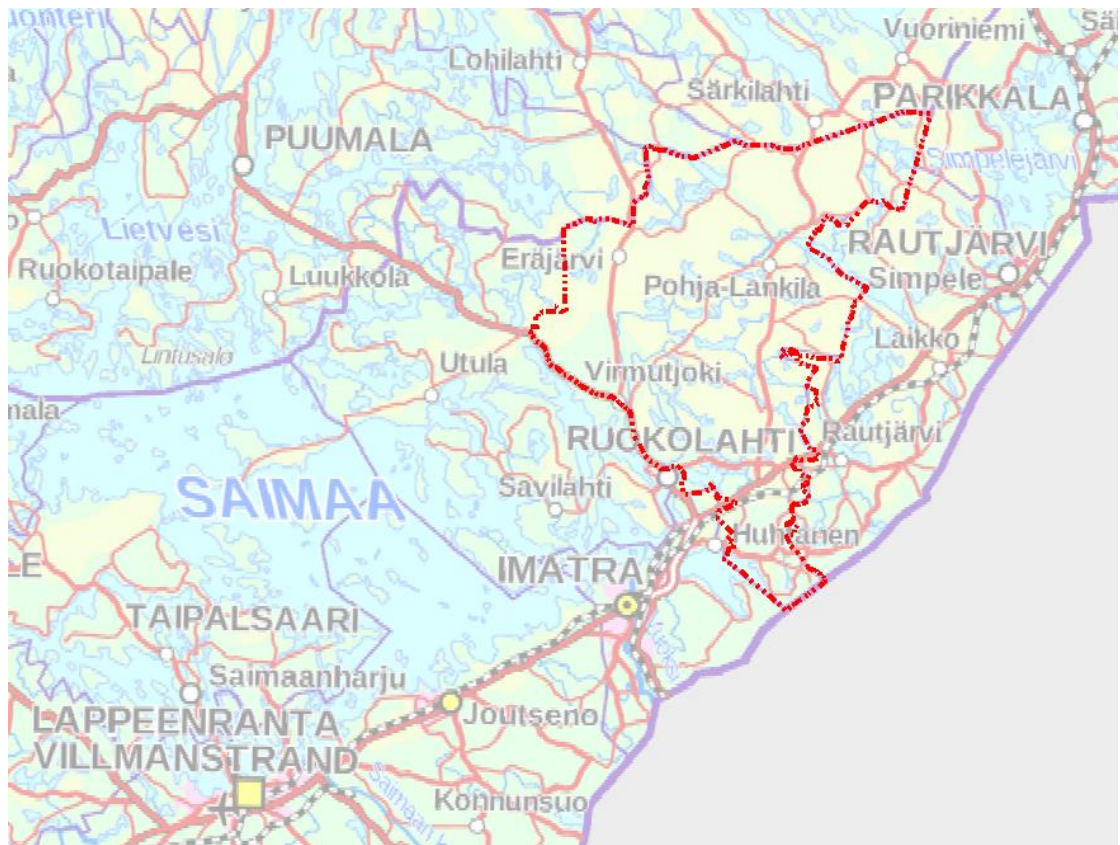 Vuoriniemi
Lohilahti
Särkilahti
PARIKKALA
PUUMALA
Simpelejärvi
Lietvesi
RAUTJÄRVI
Eräjärvi
Ruokotaipale
Luukkola
Pohja-Lankila
Simpele
Laikko
Lintusalo
Utula
Virmutjoki
RUOKOLAHTI
Rautjärvi
SAIMAA
Savilahti
Huhtanen
IMATRA
TAIPALSAARI
Saimaanharju
LAPPEENRANTA
Joutseno
VILLMANSTRAND
Konnunsuo